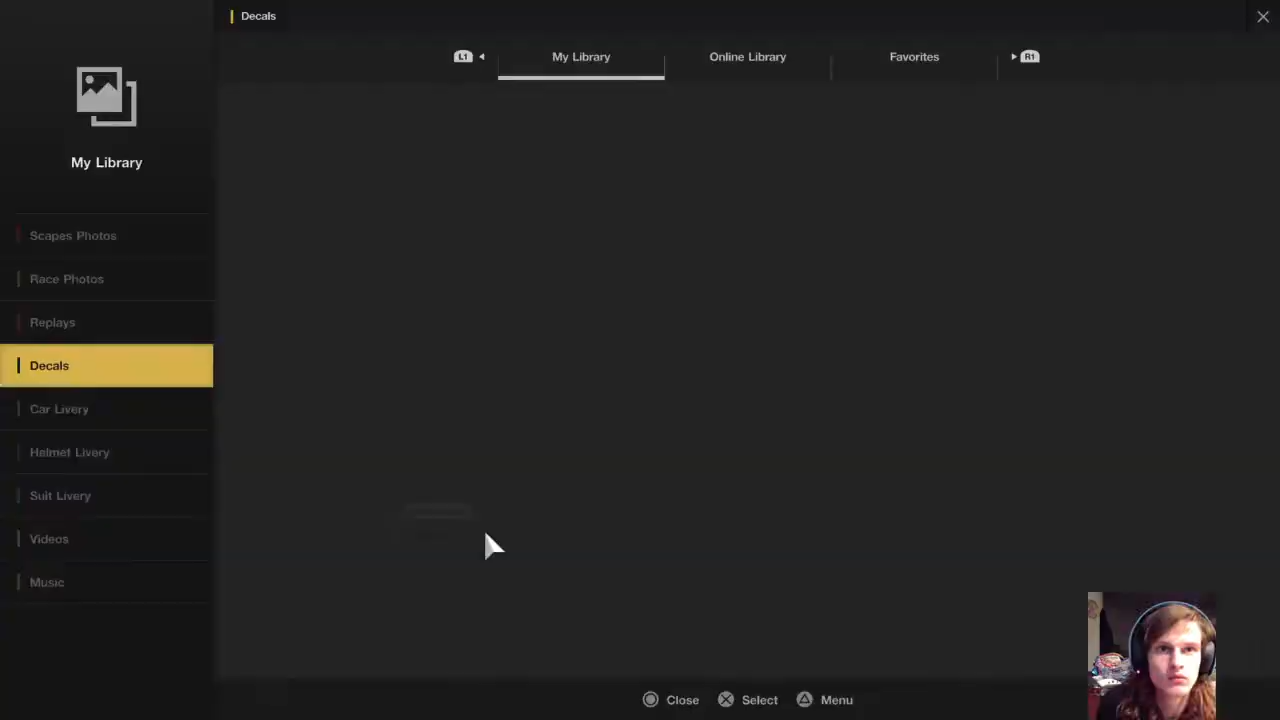 Decals
L1
My Library
Online Library
Favorites
R1
My Library
Scapes Photos
Race Photos
Replays
Decals
Car Livery
Helmet Livery
Suit Livery
Videos
Music
Close
Select
Menu